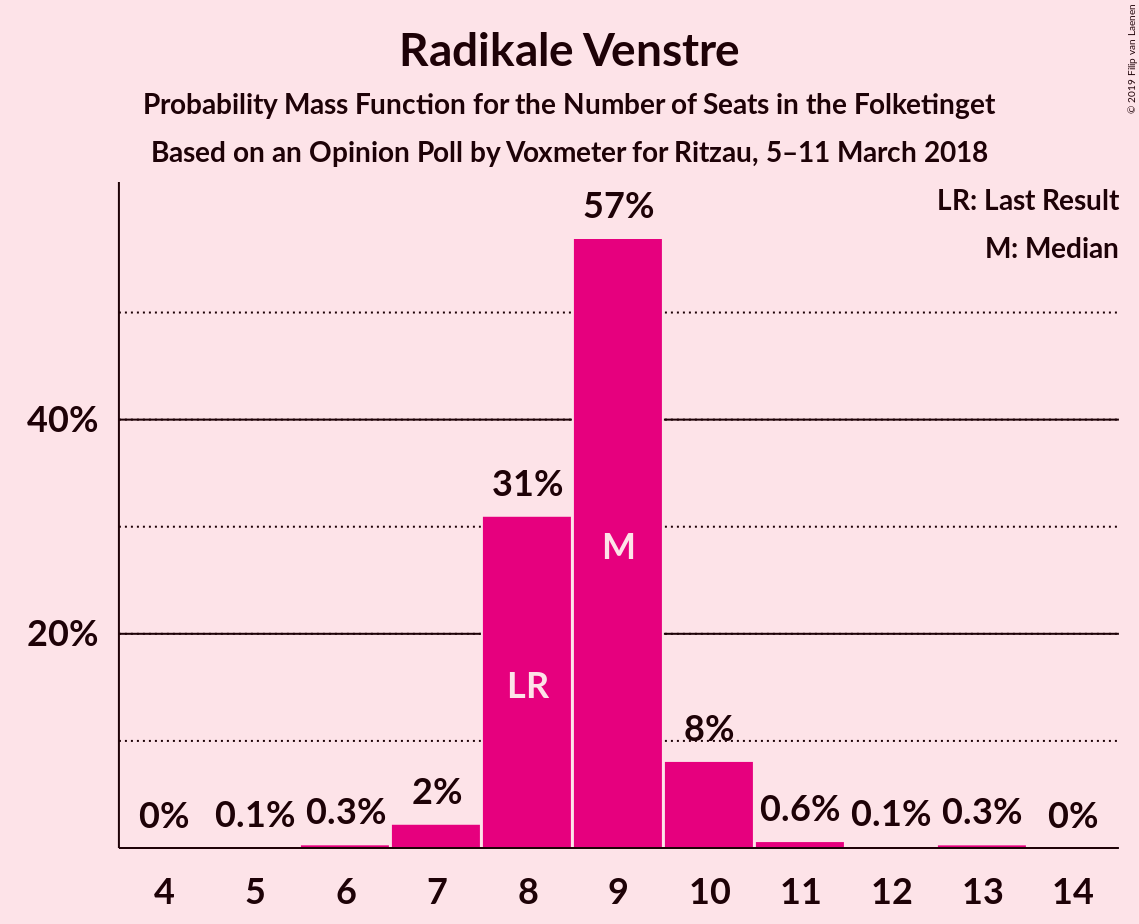 Radikale Venstre
Probability Mass Function for the Number of Seats in the Folketinget
Based on an Opinion Poll by Voxmeter for Ritzau, 5–11 March 2018
© 2019 Filip van Laenen
LR: Last Result
M: Median
57%
40%
31%
M
20%
LR
8%
2%
0%
0.1%
0.3%
0.6%
0.1%
0.3%
0%
4 5 6 7 8 9 10 11 12 13 14